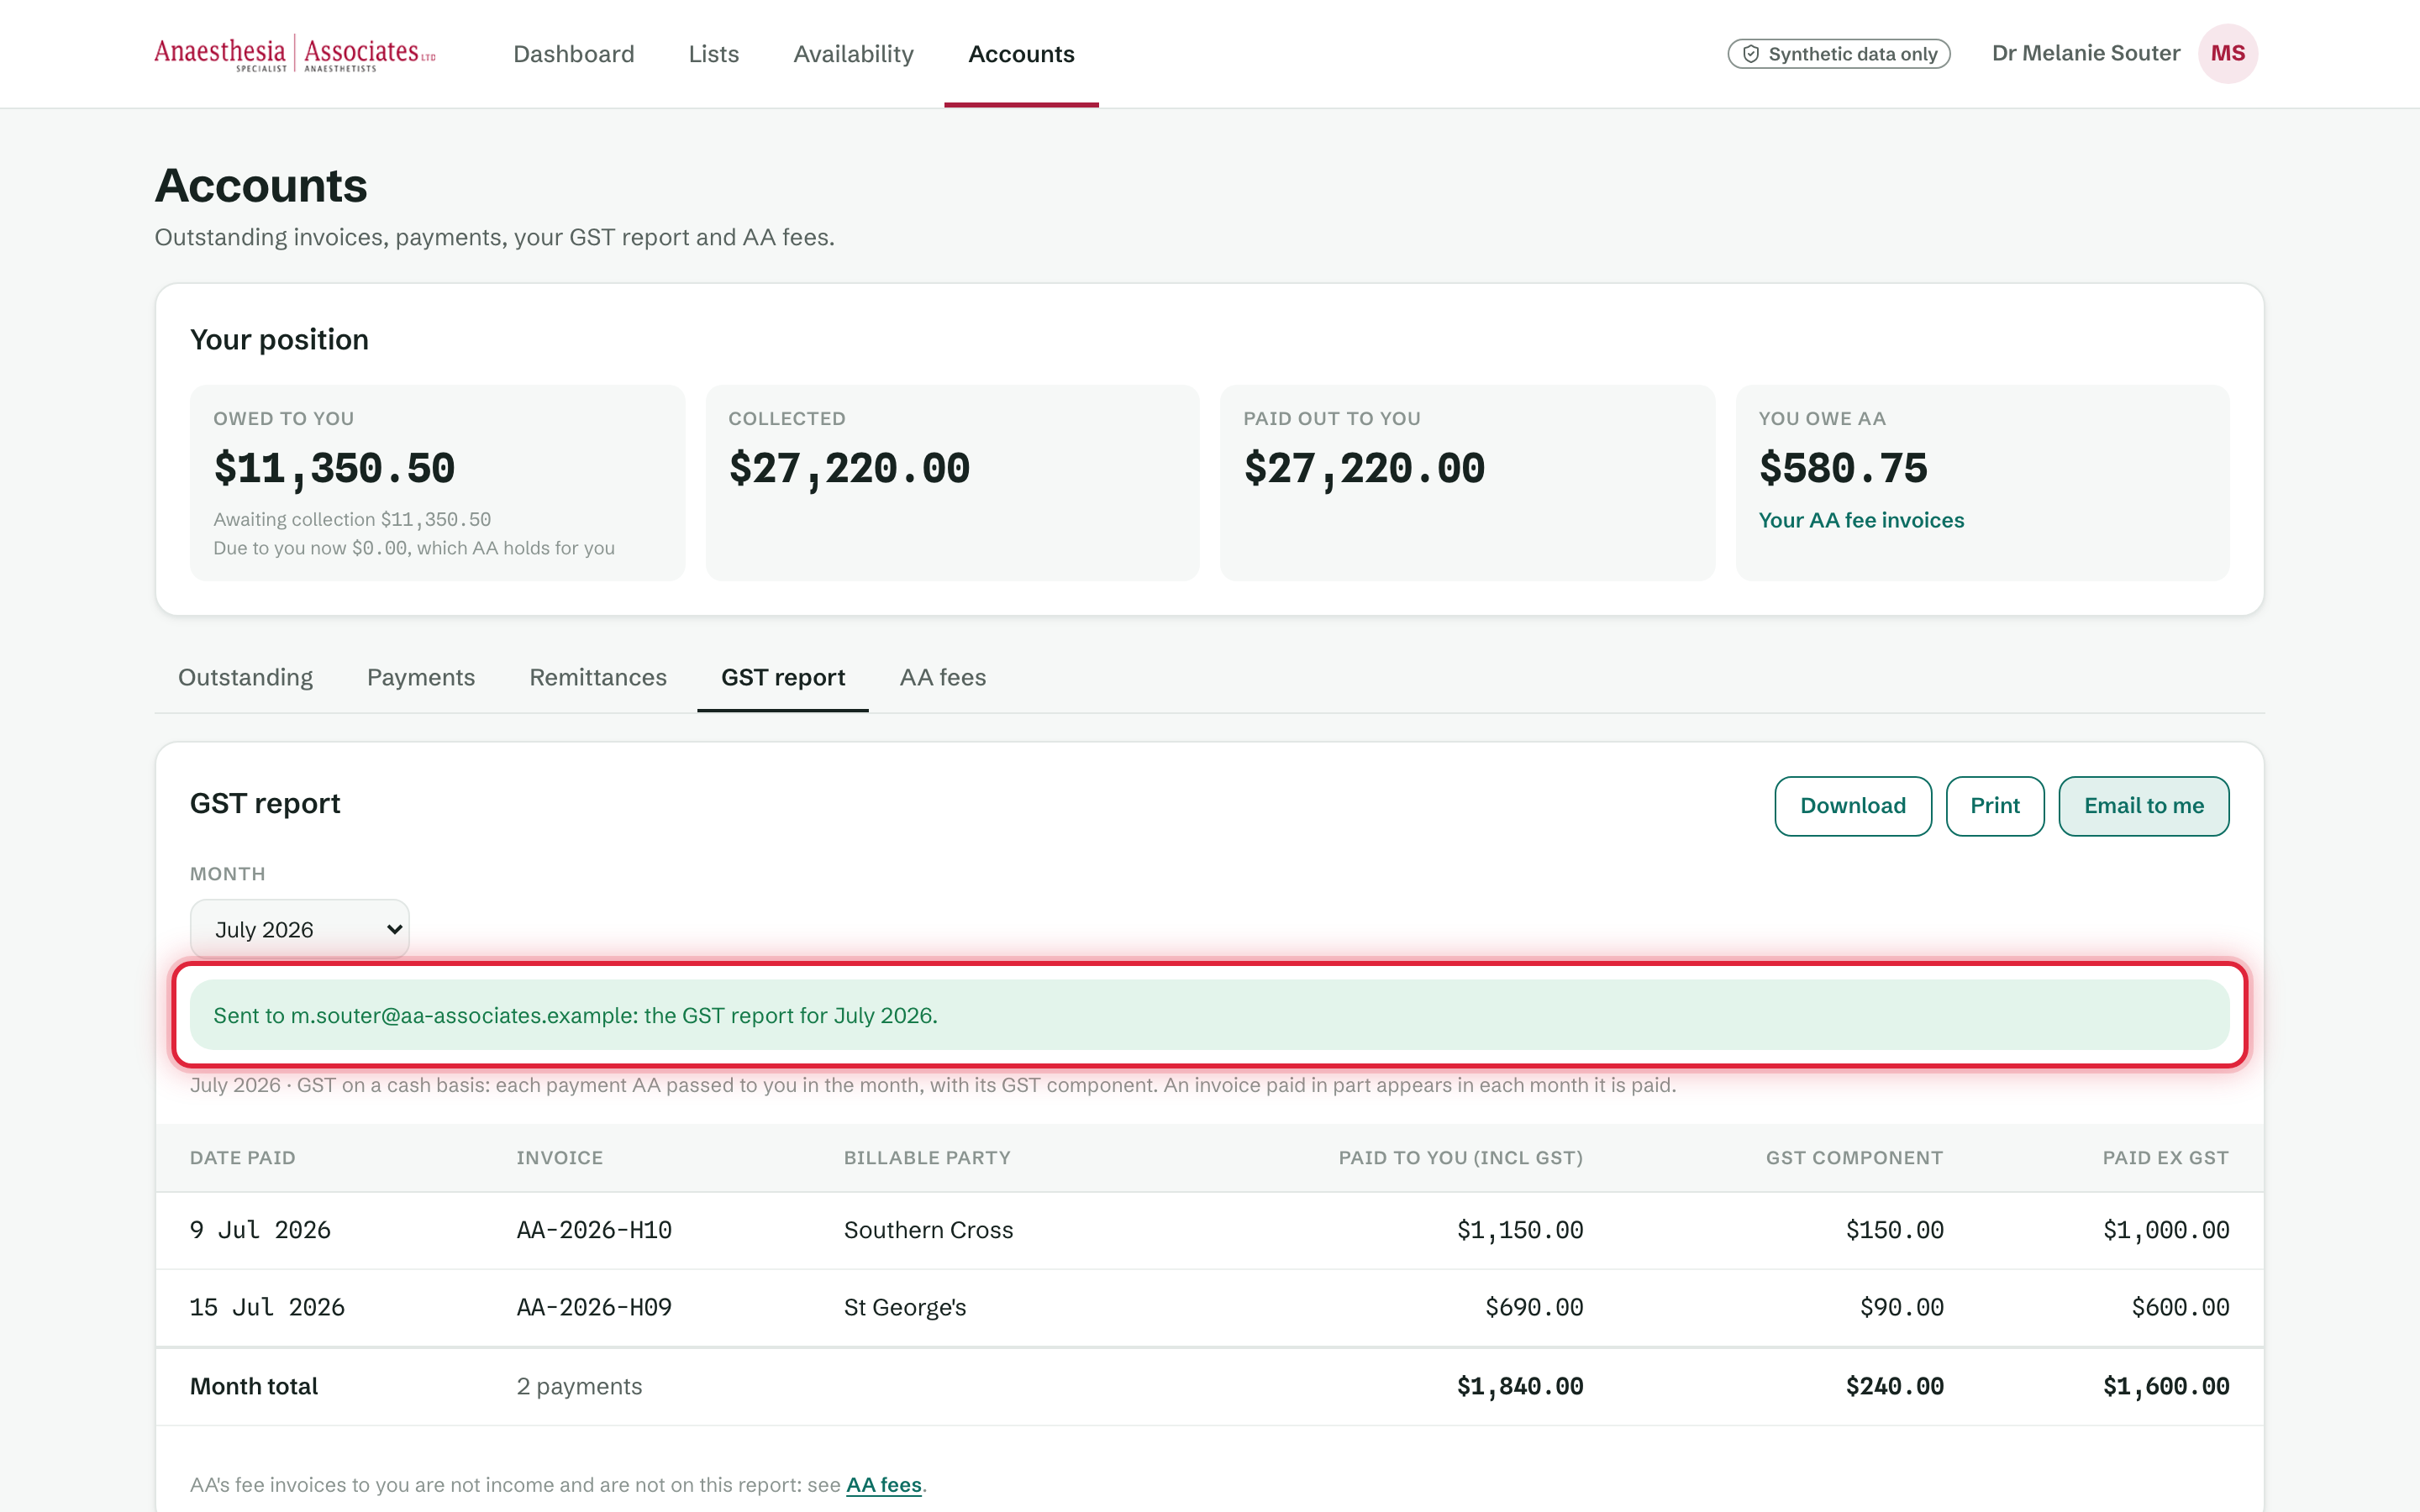 Anaesthesia | Associates LTD
SPECIALIST ANAESTHETISTS
Dashboard
Lists
Availability
Accounts
Synthetic data only
Dr Melanie Souter
MS
Accounts
Outstanding invoices, payments, your GST report and AA fees.
Your position
OWED TO YOU
$11,350.50
Awaiting collection $11,350.50
Due to you now $0.00, which AA holds for you
COLLECTED
$27,220.00
PAID OUT TO YOU
$27,220.00
YOU OWE AA
$580.75
Your AA fee invoices
Outstanding
Payments
Remittances
GST report
AA fees
GST report
Download
Print
Email to me
MONTH
July 2026
Sent to m.souter@aa-associates.example: the GST report for July 2026.
July 2026 · GST on a cash basis: each payment AA passed to you in the month, with its GST component. An invoice paid in part appears in each month it is paid.
DATE PAID INVOICE BILLABLE PARTY PAID TO YOU (INCL GST) GST COMPONENT PAID EX GST
9 Jul 2026 AA-2026-H10 Southern Cross $1,150.00 $150.00 $1,000.00
15 Jul 2026 AA-2026-H09 St George's $690.00 $90.00 $600.00
Month total 2 payments $1,840.00 $240.00 $1,600.00
AA's fee invoices to you are not income and are not on this report: see AA fees.